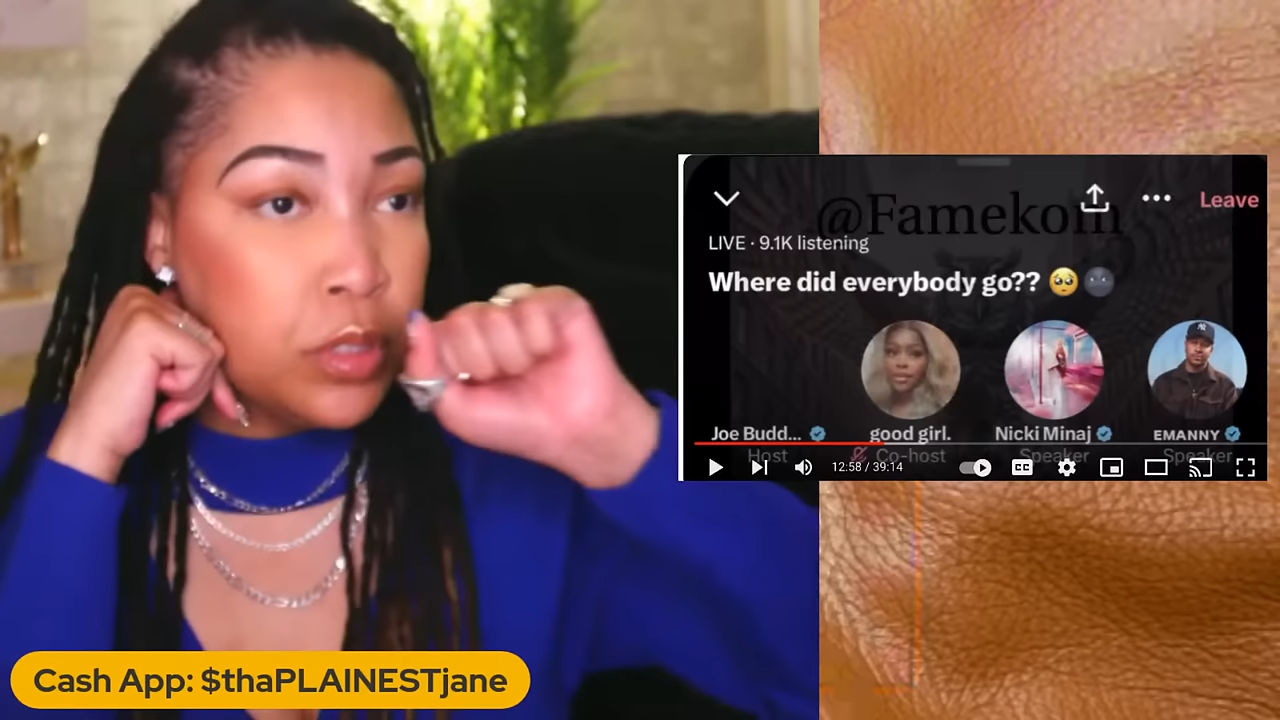 @Famekom
Leave
LIVE · 9.1K listening
Where did everybody go??
Joe Budd...
good girl.
Nicki Minaj
EMANNY
Host
Co-host
Speaker
Speaker
12:58 / 39:14
CC
Cash App: $thaPLAINESTjane